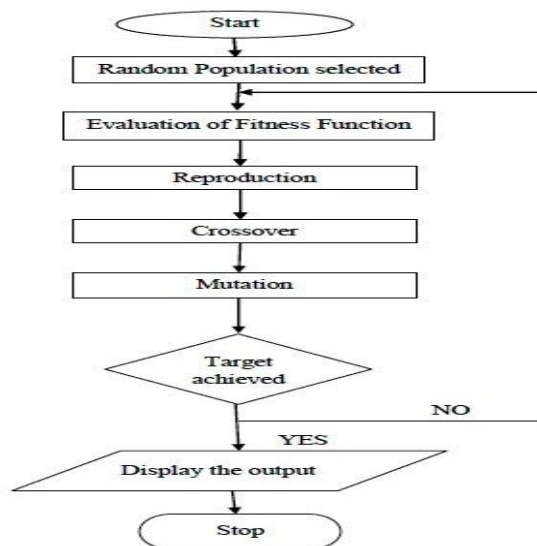 Start
Random Population selected
Evaluation of Fitness Function
Reproduction
Crossover
Mutation
Target
achieved
NO
YES
Display the output
Stop